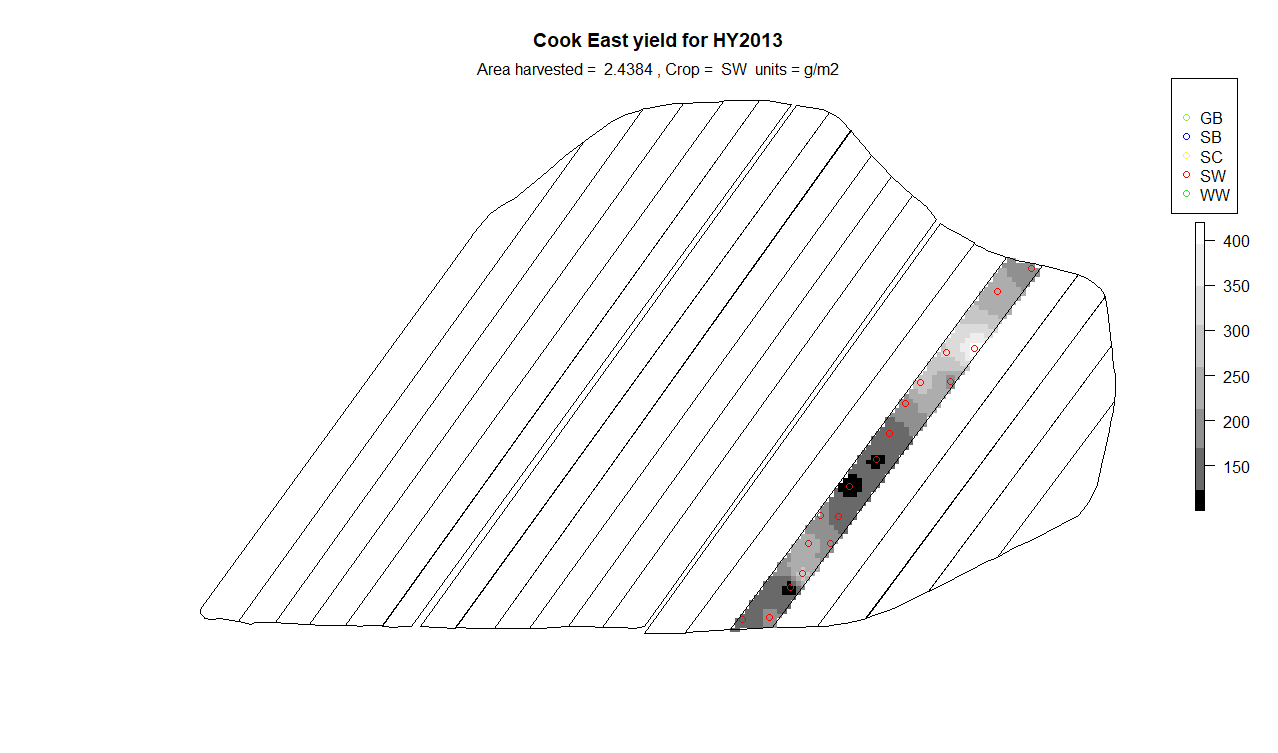 Cook East yield for HY2013
Area harvested = 2.4384 , Crop = SW units = g/m2
GB
SB
SC
SW
WW
400
350
300
250
200
150